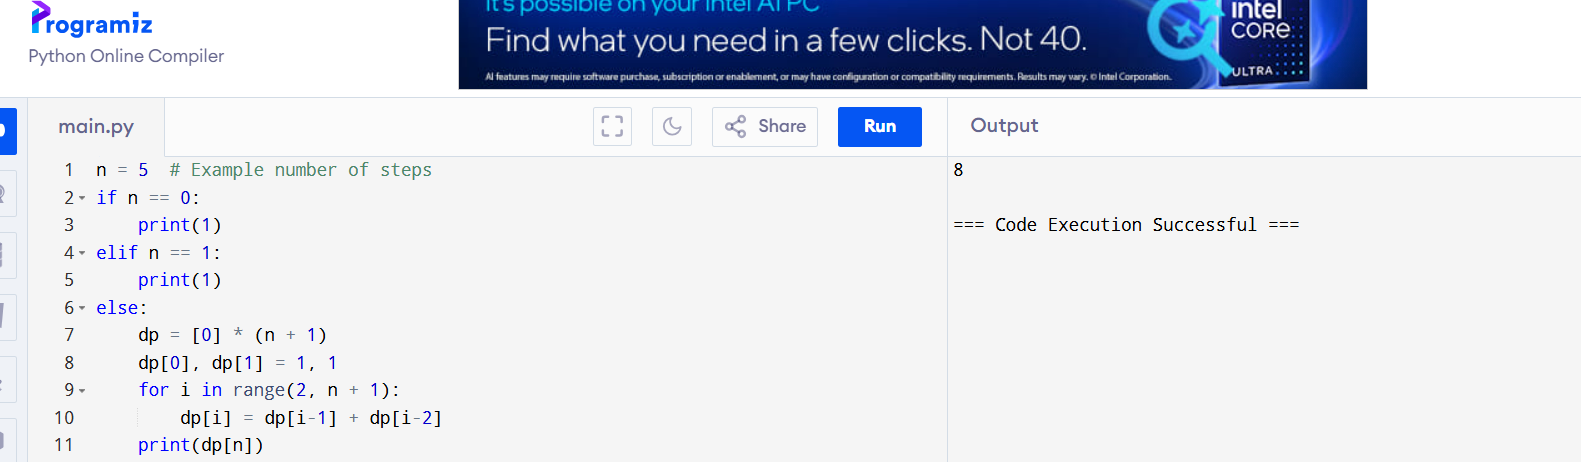 Programiz
Python Online Compiler
It's possible on your Intel AI PC
Find what you need in a few clicks. Not 40.
AI features may require software purchase, subscription or enablement, or may have configuration or compatibility requirements. Results may vary. © Intel Corporation.
intel
CORE
ULTRA
main.py
Share
Run
Output
1 n = 5  # Example number of steps
2 if n == 0:
3     print(1)
4 elif n == 1:
5     print(1)
6 else:
7     dp = [0] * (n + 1)
8     dp[0], dp[1] = 1, 1
9     for i in range(2, n + 1):
10         dp[i] = dp[i-1] + dp[i-2]
11     print(dp[n])
8
=== Code Execution Successful ===